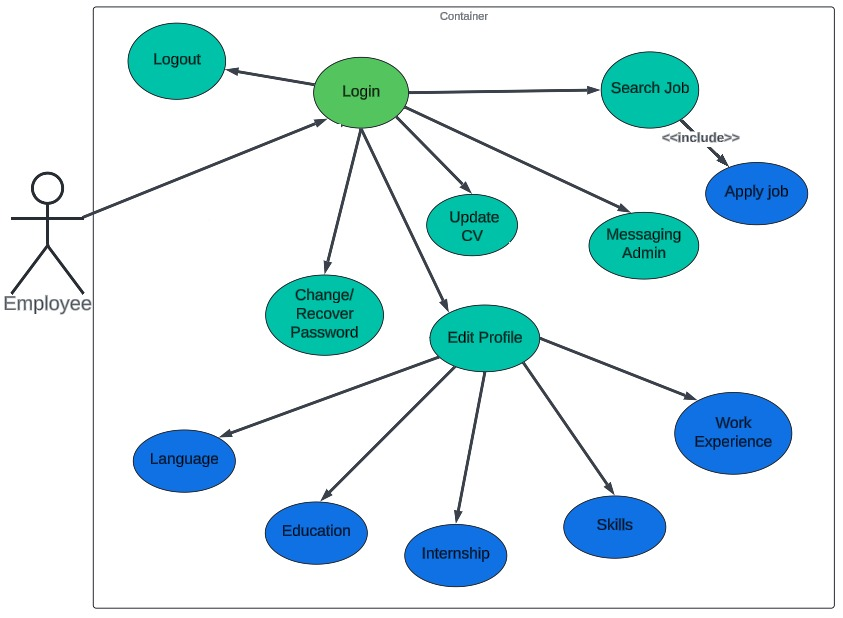 Container
Logout
Login
Search Job
<<include>>
Apply job
Update
CV
Messaging
Admin
Employee
Change/
Recover
Password
Edit Profile
Work
Experience
Language
Education
Internship
Skills